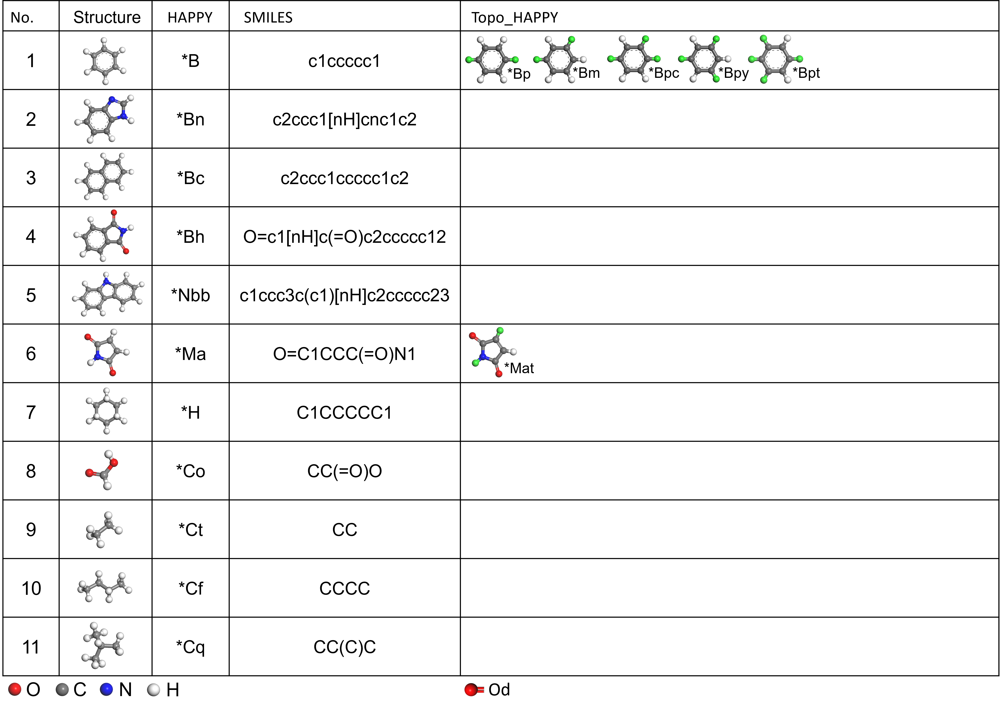 No. Structure HAPPY SMILES Topo_HAPPY
1 *B c1ccccc1 *Bp *Bm *Bpc *Bpy *Bpt
2 *Bn c2ccc1[nH]cnc1c2
3 *Bc c2ccc1ccccc1c2
4 *Bh O=c1[nH]c(=O)c2ccccc12
5 *Nbb c1ccc3c(c1)[nH]c2ccccc23
6 *Ma O=C1CCC(=O)N1 *Mat
7 *H C1CCCCC1
8 *Co CC(=O)O
9 *Ct CC
10 *Cf CCCC
11 *Cq CC(C)C
O C N H Od